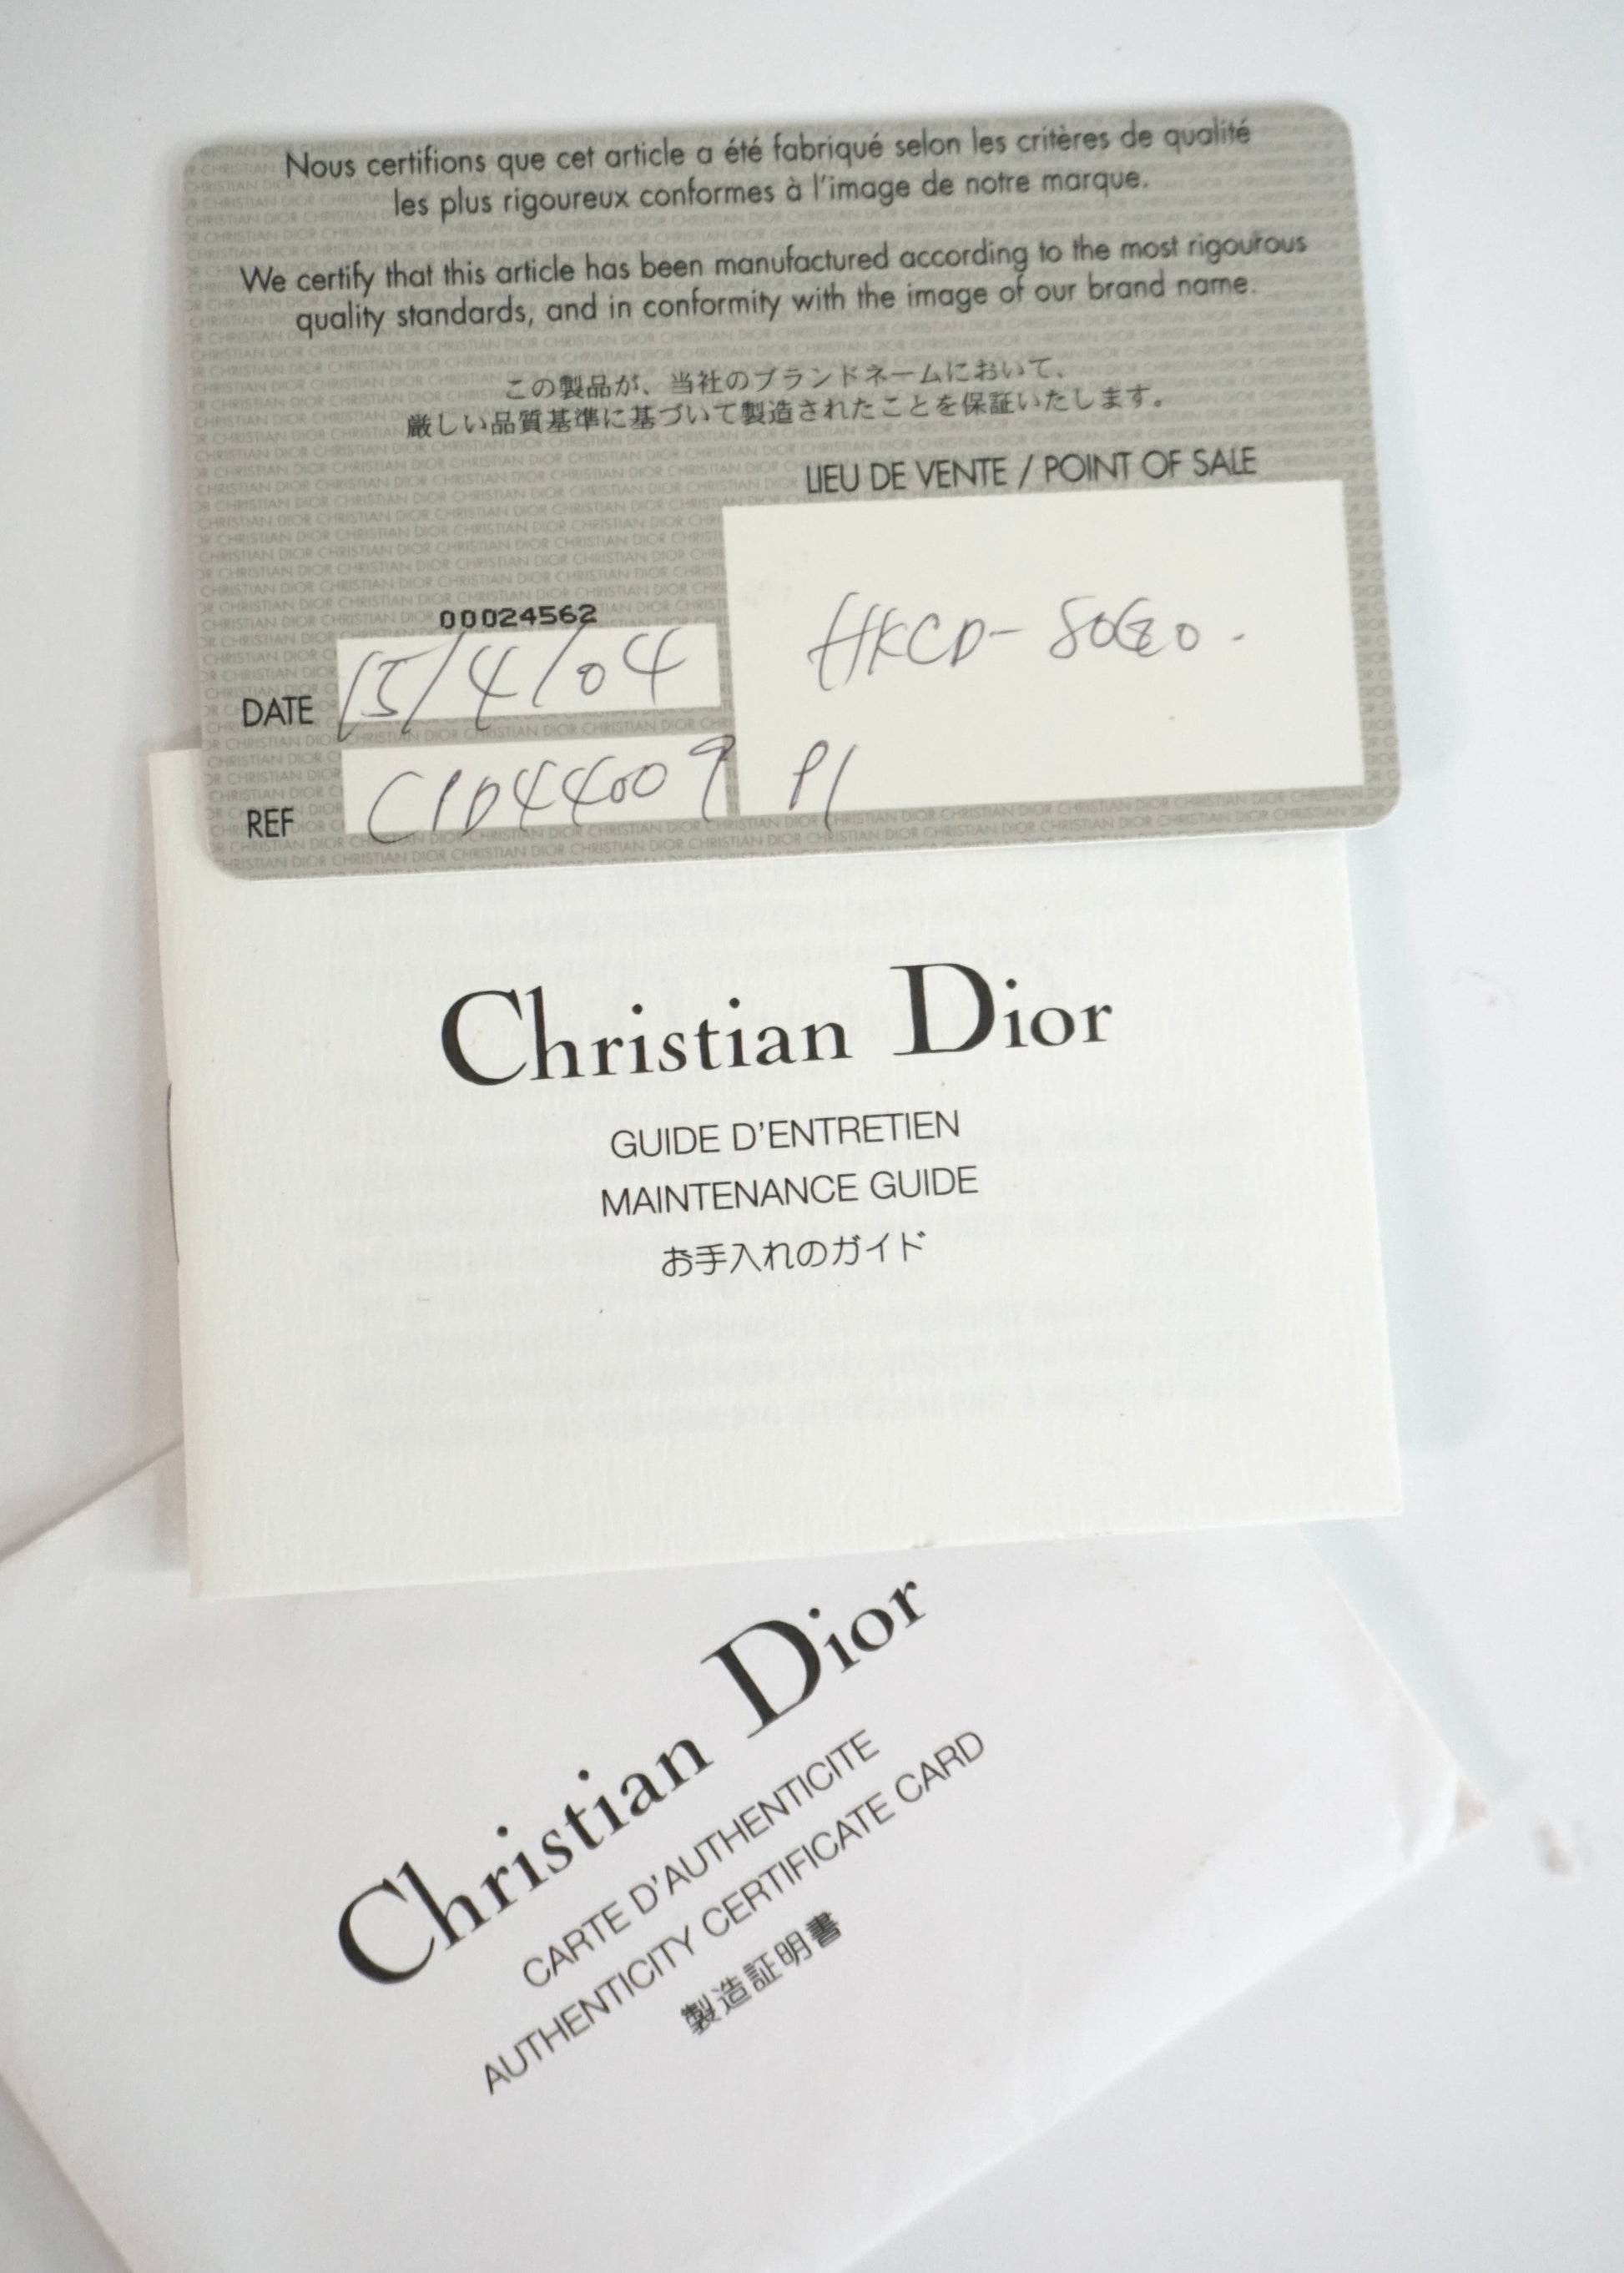 Nous certifions que cet article a été fabriqué selon les critères de qualité
les plus rigoureux conformes à l'image de notre marque.
We certify that this article has been manufactured according to the most rigourous
quality standards, and in conformity with the image of our brand name.
この製品が、当社のブランドネームにおいて、
厳しい品質基準に基づいて製造されたことを保証いたします。
LIEU DE VENTE / POINT OF SALE
00024562
HKCD- SOGO.
DATE 15/4/04
REF CPD44009 P1
Christian Dior
GUIDE D'ENTRETIEN
MAINTENANCE GUIDE
お手入れのガイド
Christian Dior
CARTE D'AUTHENTICITE
AUTHENTICITY CERTIFICATE CARD
製造証明書